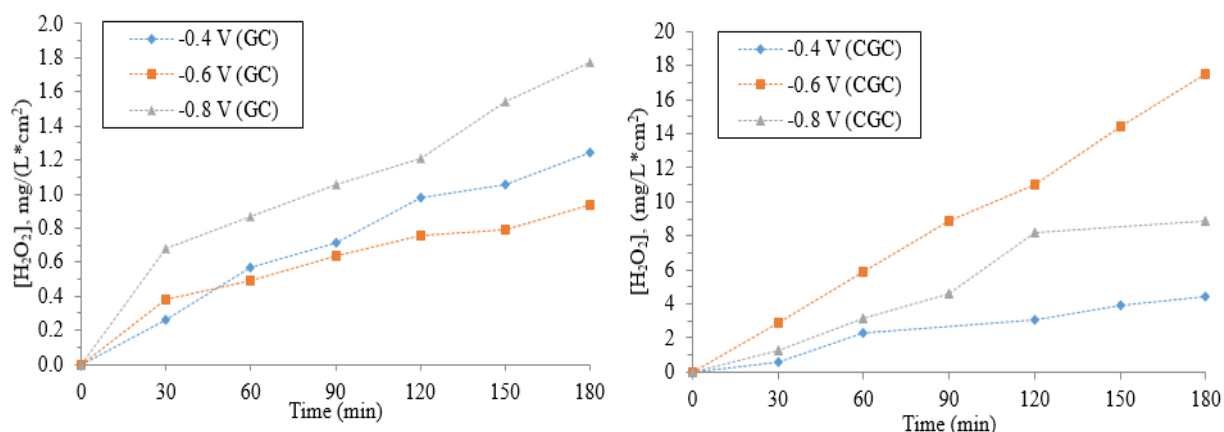 -0.4 V (GC)
-0.6 V (GC)
-0.8 V (GC)
[H₂O₂], mg/(L*cm²)
2.0
1.8
1.6
1.4
1.2
1.0
0.8
0.6
0.4
0.2
0.0
0 30 60 90 120 150 180
Time (min)
-0.4 V (CGC)
-0.6 V (CGC)
-0.8 V (CGC)
[H₂O₂], (mg/L*cm²)
20
18
16
14
12
10
8
6
4
2
0
0 30 60 90 120 150 180
Time (min)